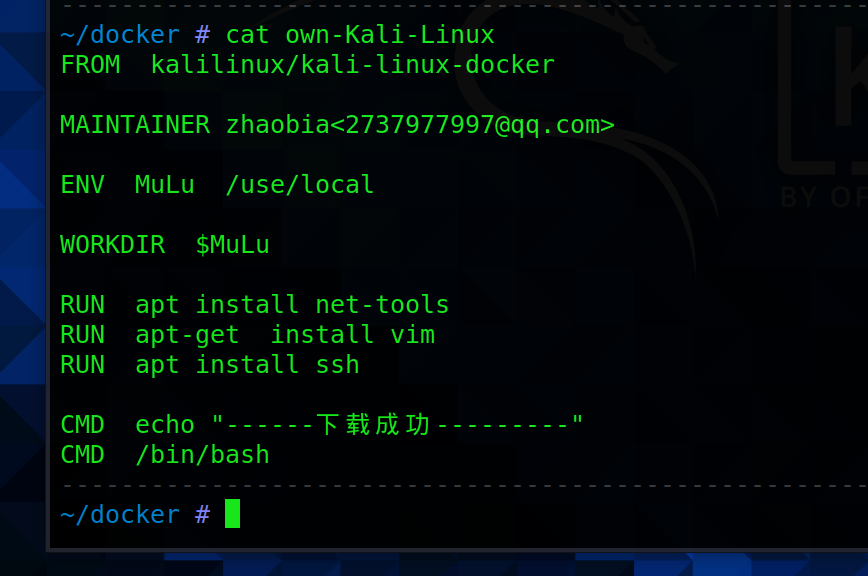 ~/docker # cat own-Kali-Linux
FROM  kalilinux/kali-linux-docker
MAINTAINER zhaobia<2737977997@qq.com>
ENV  MuLu  /use/local
WORKDIR  $MuLu
RUN  apt install net-tools
RUN  apt-get  install vim
RUN  apt install ssh
CMD  echo "------下载成功---------"
CMD  /bin/bash
~/docker #
BY OF